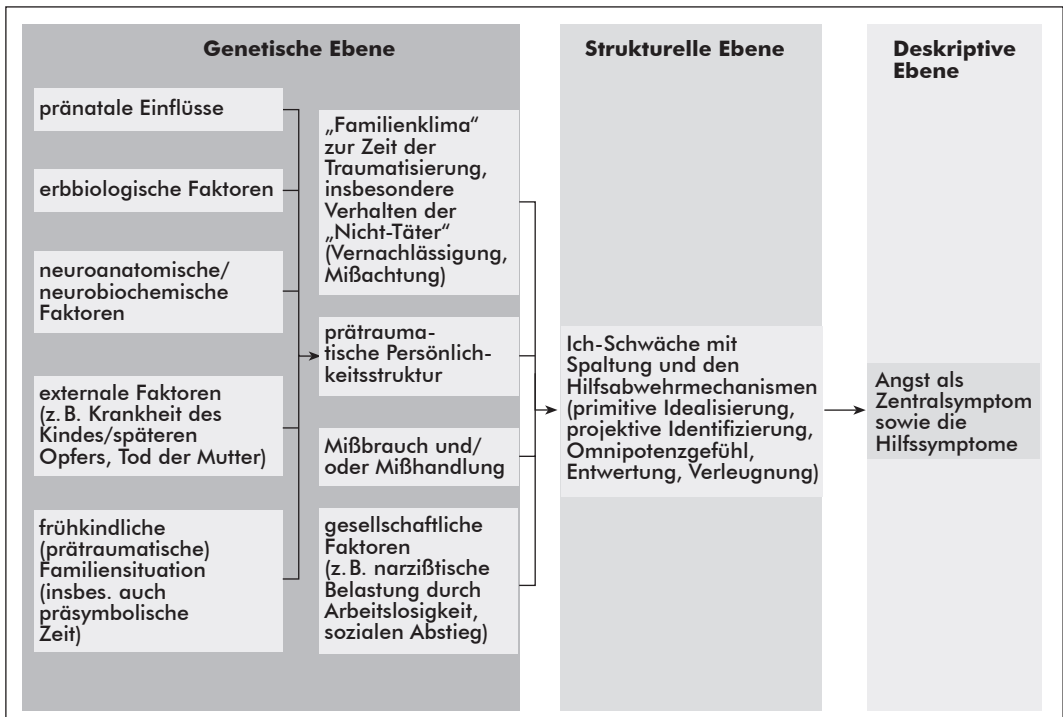 Genetische Ebene
pränatale Einflüsse
erbbiologische Faktoren
neuroanatomische/
neurobiochemische
Faktoren
externale Faktoren
(z. B. Krankheit des
Kindes/späteren
Opfers, Tod der Mutter)
frühkindliche
(prätraumatische)
Familiensituation
(insbes. auch
präsymbolische
Zeit)
„Familienklima“
zur Zeit der
Traumatisierung,
insbesondere
Verhalten der
„Nicht-Täter“
(Vernachlässigung,
Mißachtung)
prätrauma-
tische Persönlich-
keitsstruktur
Mißbrauch und/
oder Mißhandlung
gesellschaftliche
Faktoren
(z. B. narzißtische
Belastung durch
Arbeitslosigkeit,
sozialen Abstieg)
Strukturelle Ebene
Ich-Schwäche mit
Spaltung und den
Hilfsabwehrmechanismen
(primitive Idealisierung,
projektive Identifizierung,
Omnipotenzgefühl,
Entwertung, Verleugnung)
Deskriptive
Ebene
Angst als
Zentralsymptom
sowie die
Hilfssymptome